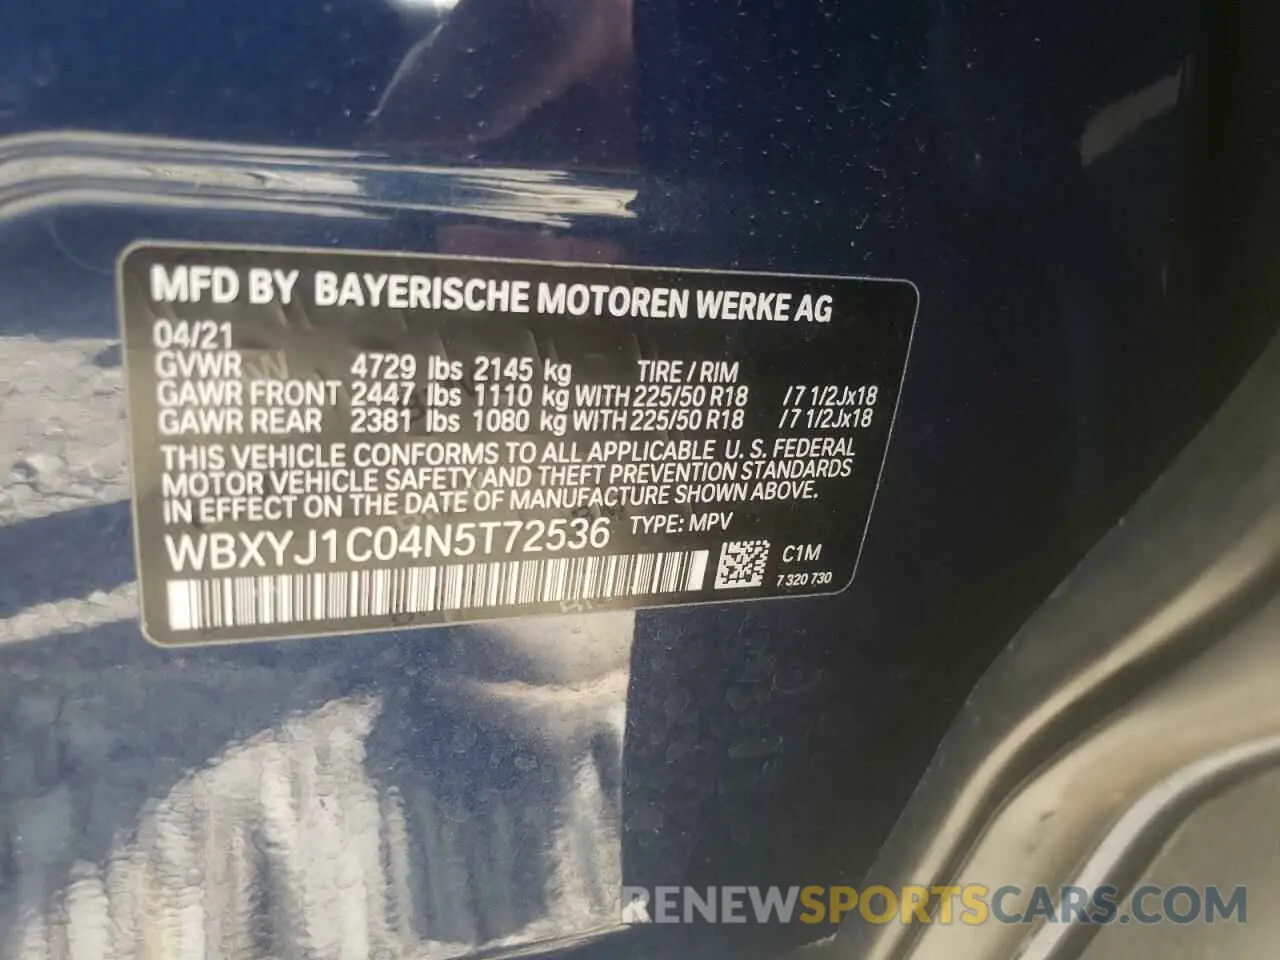 MFD BY BAYERISCHE MOTOREN WERKE AG
04/21
GVWR 4729 lbs 2145 kg TIRE / RIM
GAWR FRONT 2447 lbs 1110 kg WITH 225/50 R18 /7 1/2Jx18
GAWR REAR 2381 lbs 1080 kg WITH 225/50 R18 /7 1/2Jx18
THIS VEHICLE CONFORMS TO ALL APPLICABLE U. S. FEDERAL
MOTOR VEHICLE SAFETY AND THEFT PREVENTION STANDARDS
IN EFFECT ON THE DATE OF MANUFACTURE SHOWN ABOVE.
WBXYJ1C04N5T72536 TYPE: MPV
C1M
7 320 730
RENEWSPORTSCARS.COM